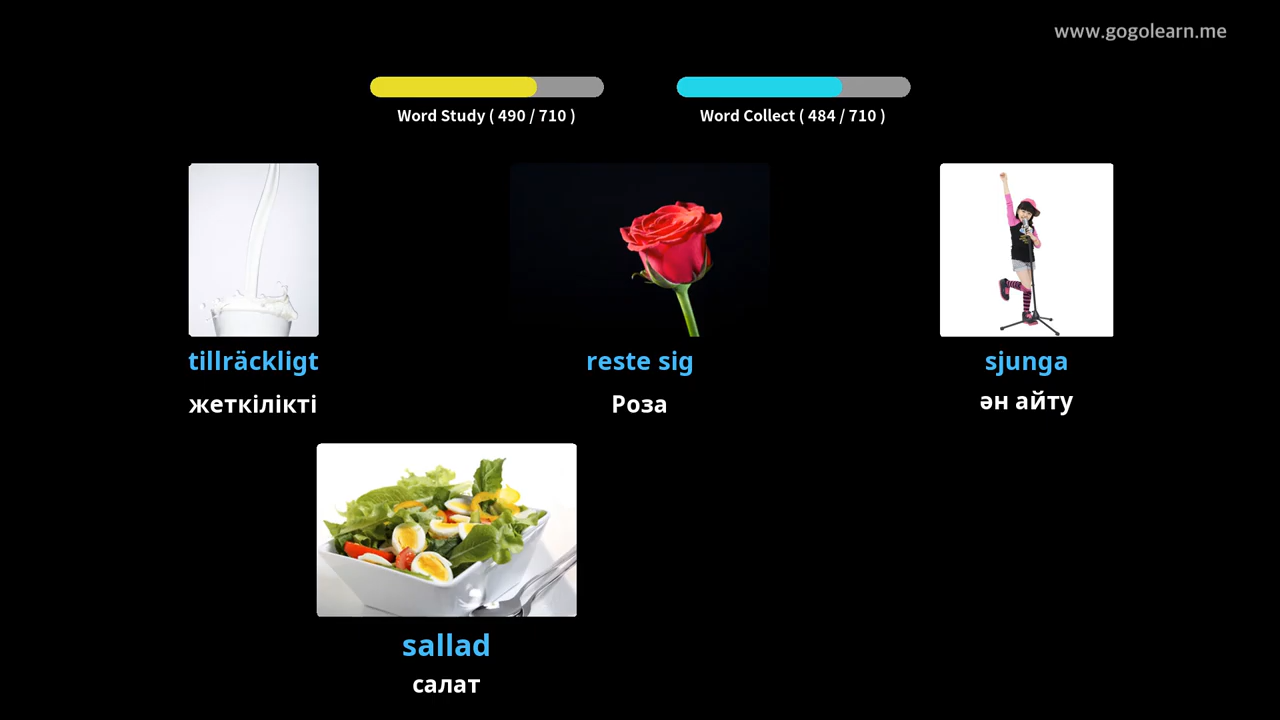 www.gogolearn.me
Word Study ( 490 / 710 )
Word Collect ( 484 / 710 )
tillräckligt
жеткілікті
reste sig
Роза
sjunga
ән айту
sallad
салат